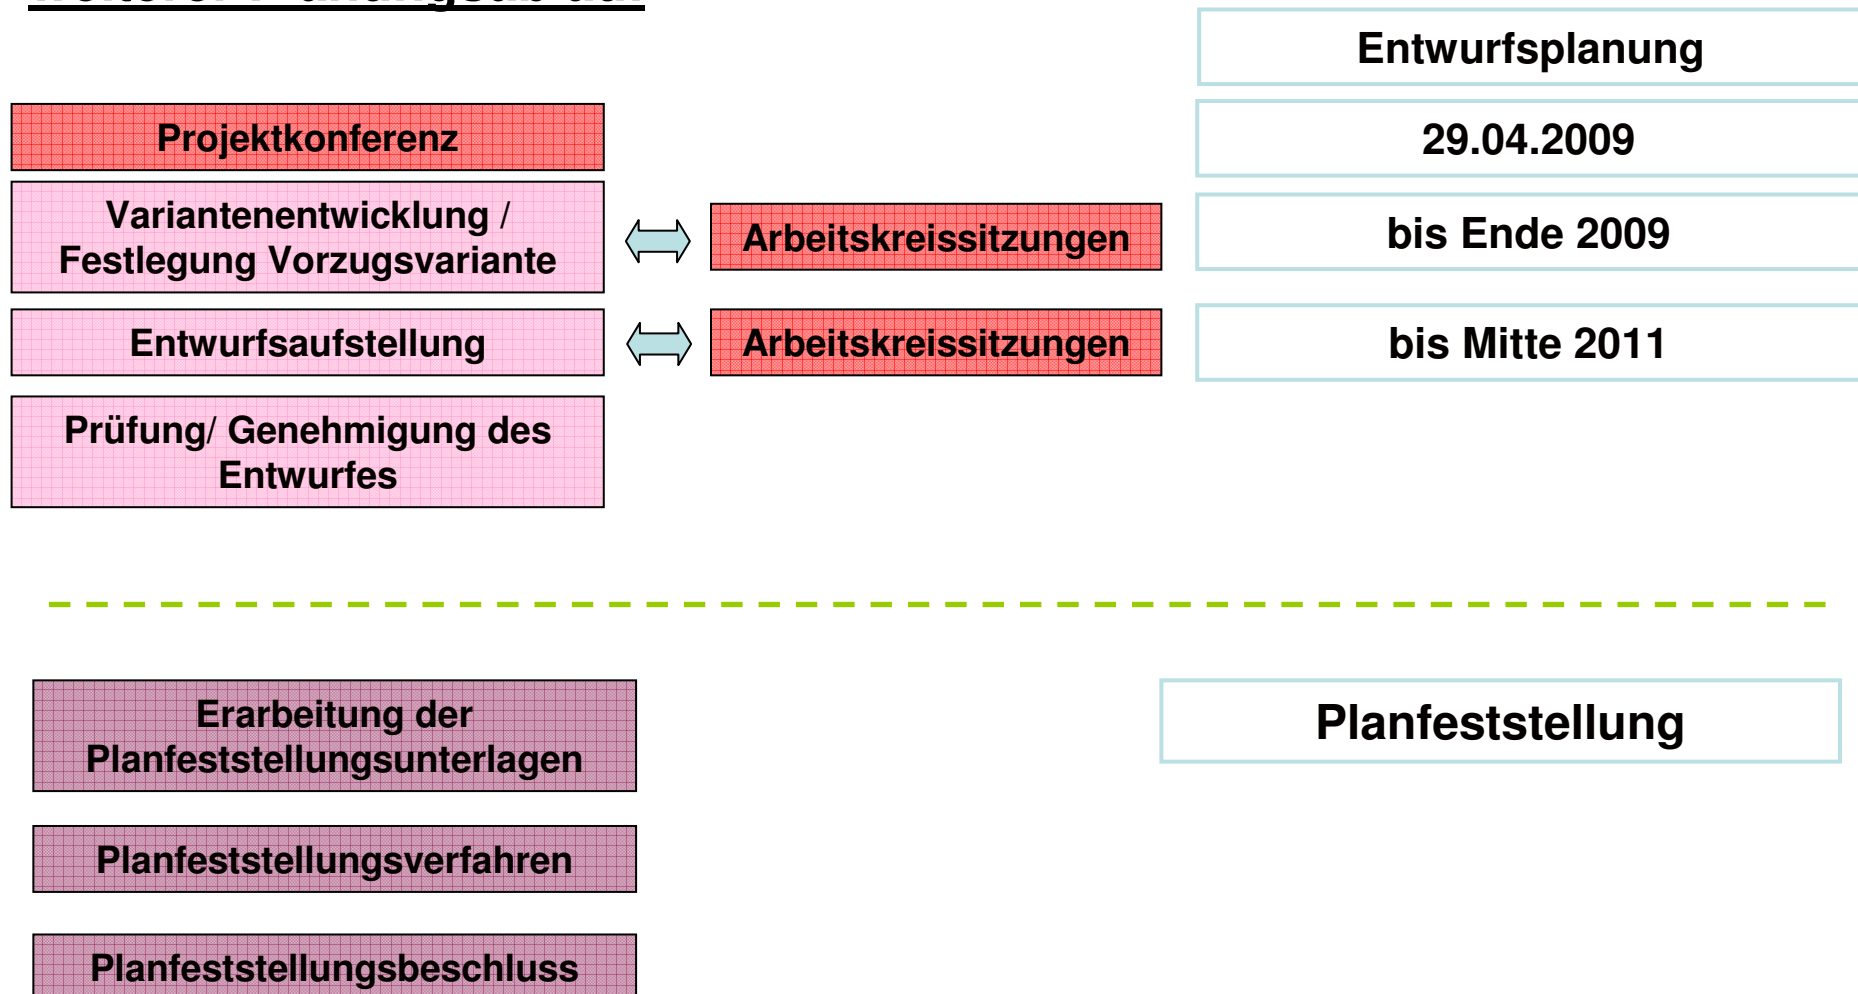 Entwurfsplanung
Projektkonferenz
29.04.2009
Variantenentwicklung /
Festlegung Vorzugsvariante
Arbeitskreissitzungen
bis Ende 2009
Entwurfsaufstellung
Arbeitskreissitzungen
bis Mitte 2011
Prüfung/ Genehmigung des
Entwurfes
Erarbeitung der
Planfeststellungsunterlagen
Planfeststellung
Planfeststellungsverfahren
Planfeststellungsbeschluss